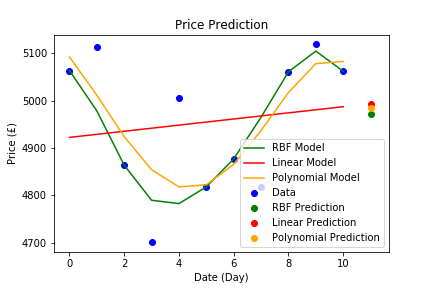 Price Prediction
Price (£)
5100
5000
4900
4800
4700
0
2
4
6
8
10
Date (Day)
RBF Model
Linear Model
Polynomial Model
Data
RBF Prediction
Linear Prediction
Polynomial Prediction